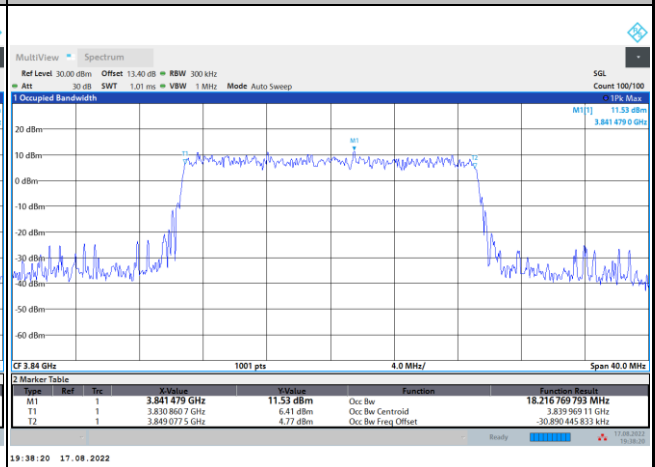 MultiView Spectrum
Ref Level 30.00 dBm Offset 13.40 dB RBW 300 kHz SGL
Att 30 dB SWT 1.01 ms VBW 1 MHz Mode Auto Sweep Count 100/100
1 Occupied Bandwidth 1Pk Max
M1[1] 11.53 dBm
3.841 479 0 GHz
20 dBm
M1
10 dBm
T1
T2
0 dBm
-10 dBm
-20 dBm
-30 dBm
-40 dBm
-50 dBm
-60 dBm
CF 3.84 GHz 1001 pts 4.0 MHz/ Span 40.0 MHz
2 Marker Table
Type Ref Trc X-Value Y-Value Function Function Result
M1 1 3.841 479 GHz 11.53 dBm Occ Bw 18.216 769 793 MHz
T1 1 3.830 860 7 GHz 6.41 dBm Occ Bw Centroid 3.839 969 11 GHz
T2 1 3.849 077 5 GHz 4.77 dBm Occ Bw Freq Offset -30.890 445 833 kHz
Ready 17.08.2022
19:38:20
19:38:20 17.08.2022